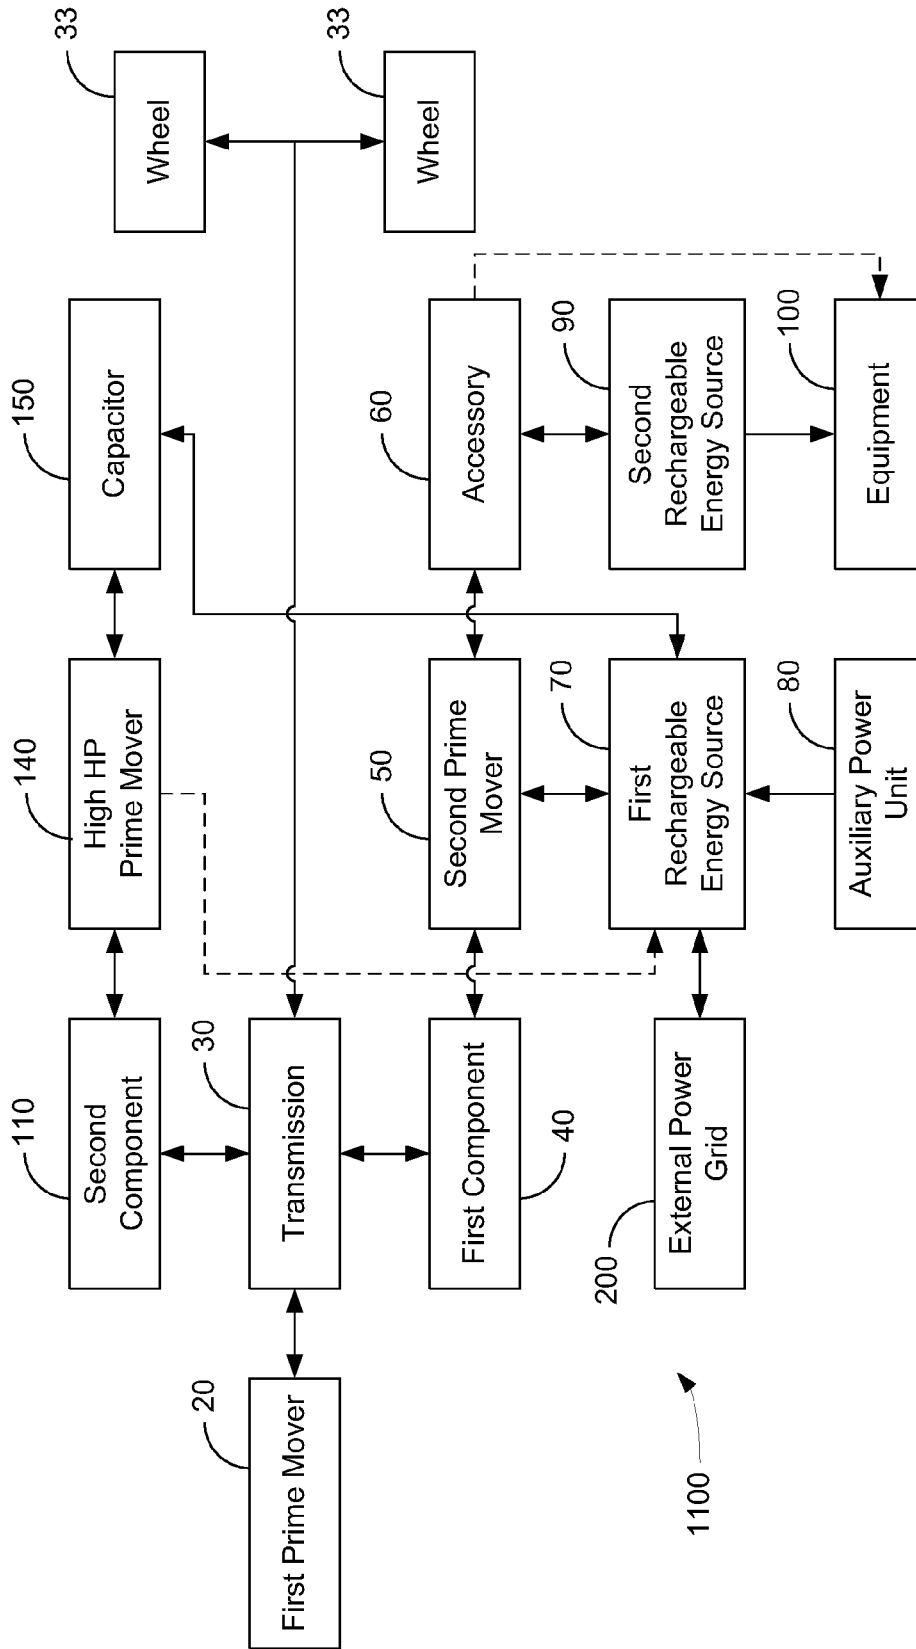 33
Wheel
33
Wheel
150
Capacitor
140
High HP
Prime Mover
110
Second
Component
60
Accessory
50
Second Prime
Mover
30
Transmission
First Component
40
20
First Prime Mover
90
Second
Rechargeable
Energy Source
70
First
Rechargeable
Energy Source
200
External Power
Grid
100
Equipment
80
Auxiliary Power
Unit
1100